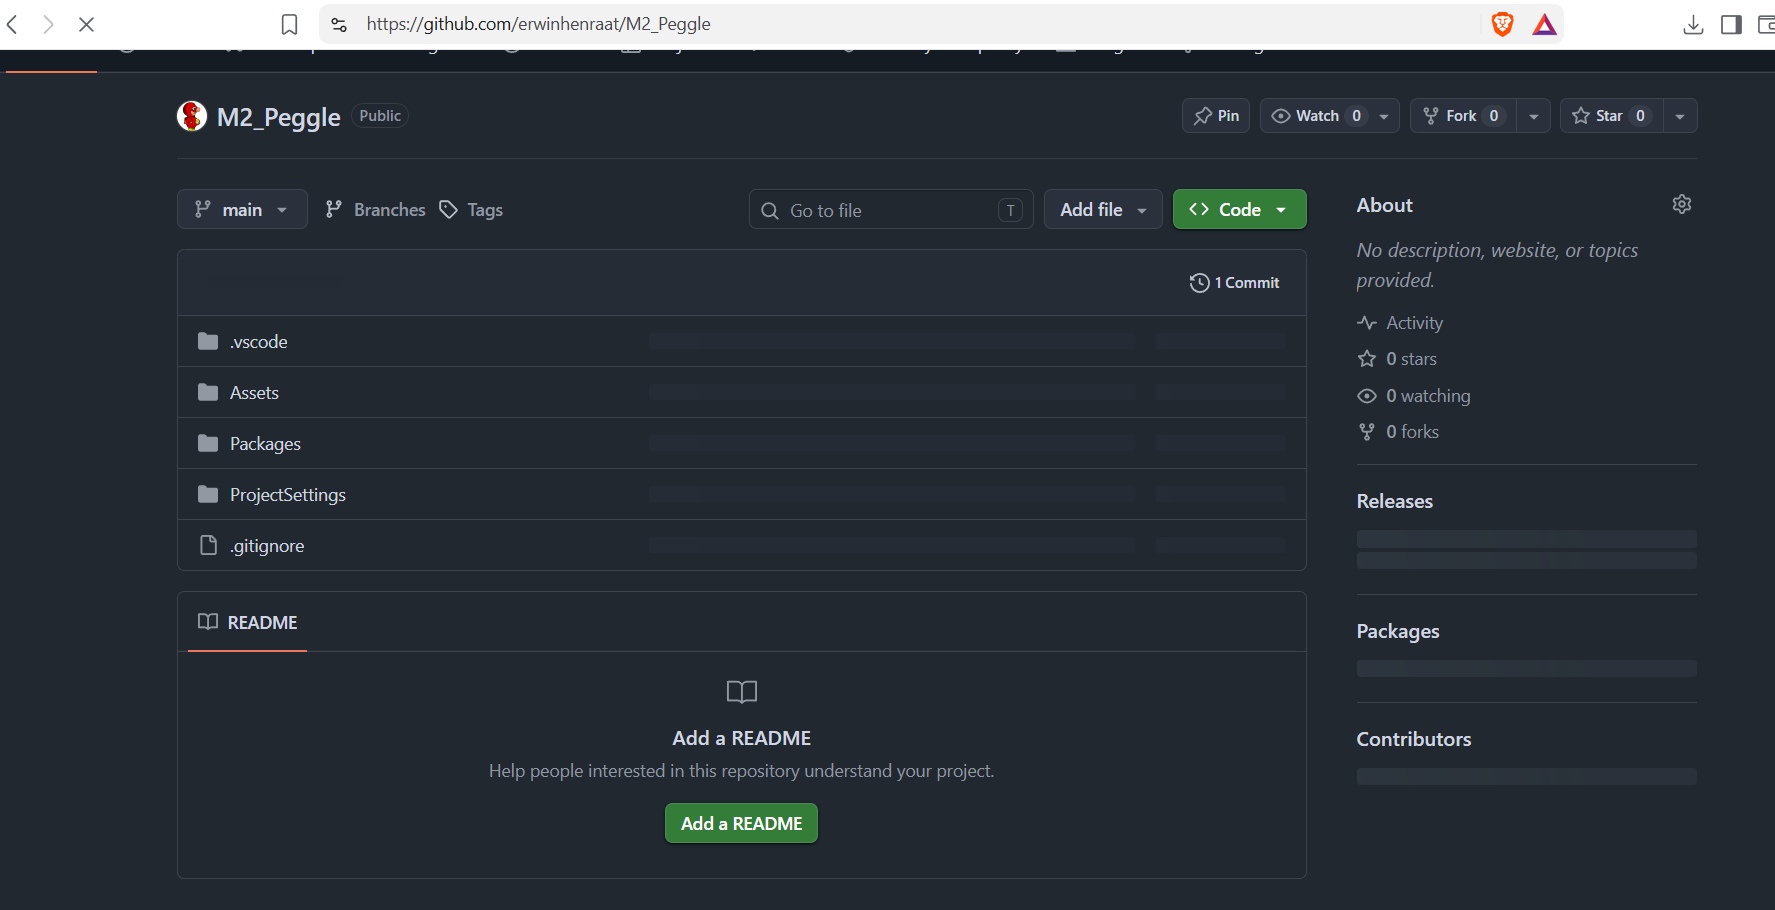 https://github.com/erwinhenraat/M2_Peggle
M2_Peggle Public
Pin Watch 0 Fork 0 Star 0
main Branches Tags Go to file T Add file Code
About
No description, website, or topics
provided.
1 Commit
.vscode
Assets
Packages
ProjectSettings
.gitignore
Activity
0 stars
0 watching
0 forks
Releases
Packages
Contributors
README
Add a README
Help people interested in this repository understand your project.
Add a README